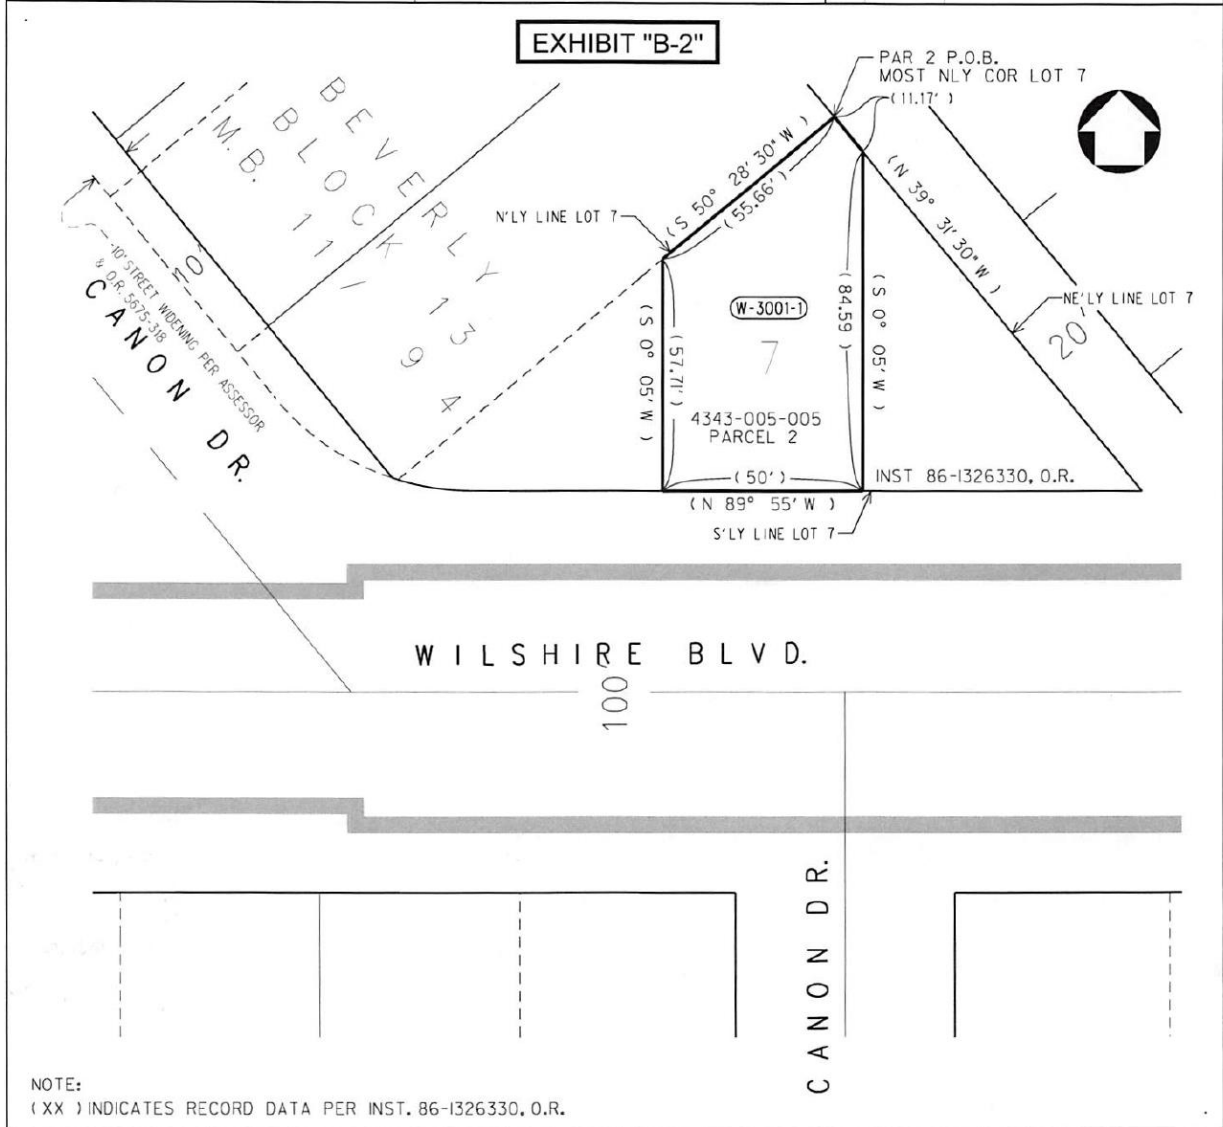 EXHIBIT "B-2"
PAR 2 P.O.B.
MOST NLY COR LOT 7
( 11.17' )
BEVERLY
BLOCK 13
M.B. 11 / 94
( S 50° 28' 30" W )
( 55.66' )
N'LY LINE LOT 7
( N 39° 31' 30" W )
NE'LY LINE LOT 7
20'
10'
10' STREET WIDENING PER ASSESSOR
& O.R. 5675-318
CANON DR.
W-3001-1
7
( S 0° 05' W )
( 57.71' )
( 84.59 )
( S 0° 05' W )
4343-005-005
PARCEL 2
( 50' )
( N 89° 55' W )
INST 86-1326330, O.R.
S'LY LINE LOT 7
WILSHIRE BLVD.
100'
CANON DR.
NOTE:
( XX ) INDICATES RECORD DATA PER INST. 86-1326330, O.R.